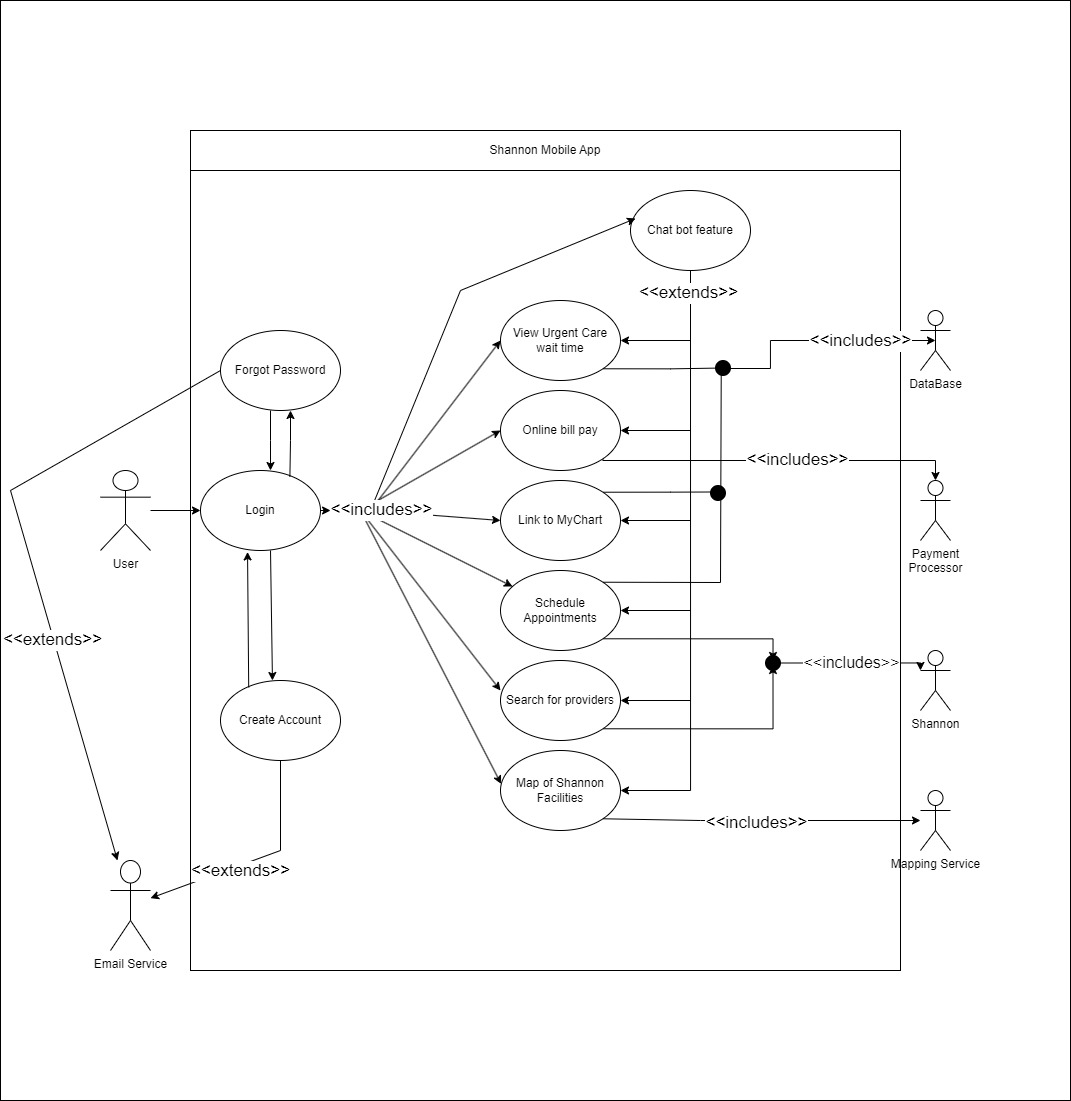 Shannon Mobile App
Chat bot feature
<<extends>>
View Urgent Care
wait time
<<includes>>
DataBase
Forgot Password
Online bill pay
<<includes>>
User
Login
<<includes>>
Link to MyChart
Payment
Processor
Schedule
Appointments
<<extends>>
<<includes>>
Shannon
Search for providers
Create Account
Map of Shannon
Facilities
<<includes>>
Mapping Service
<<extends>>
Email Service